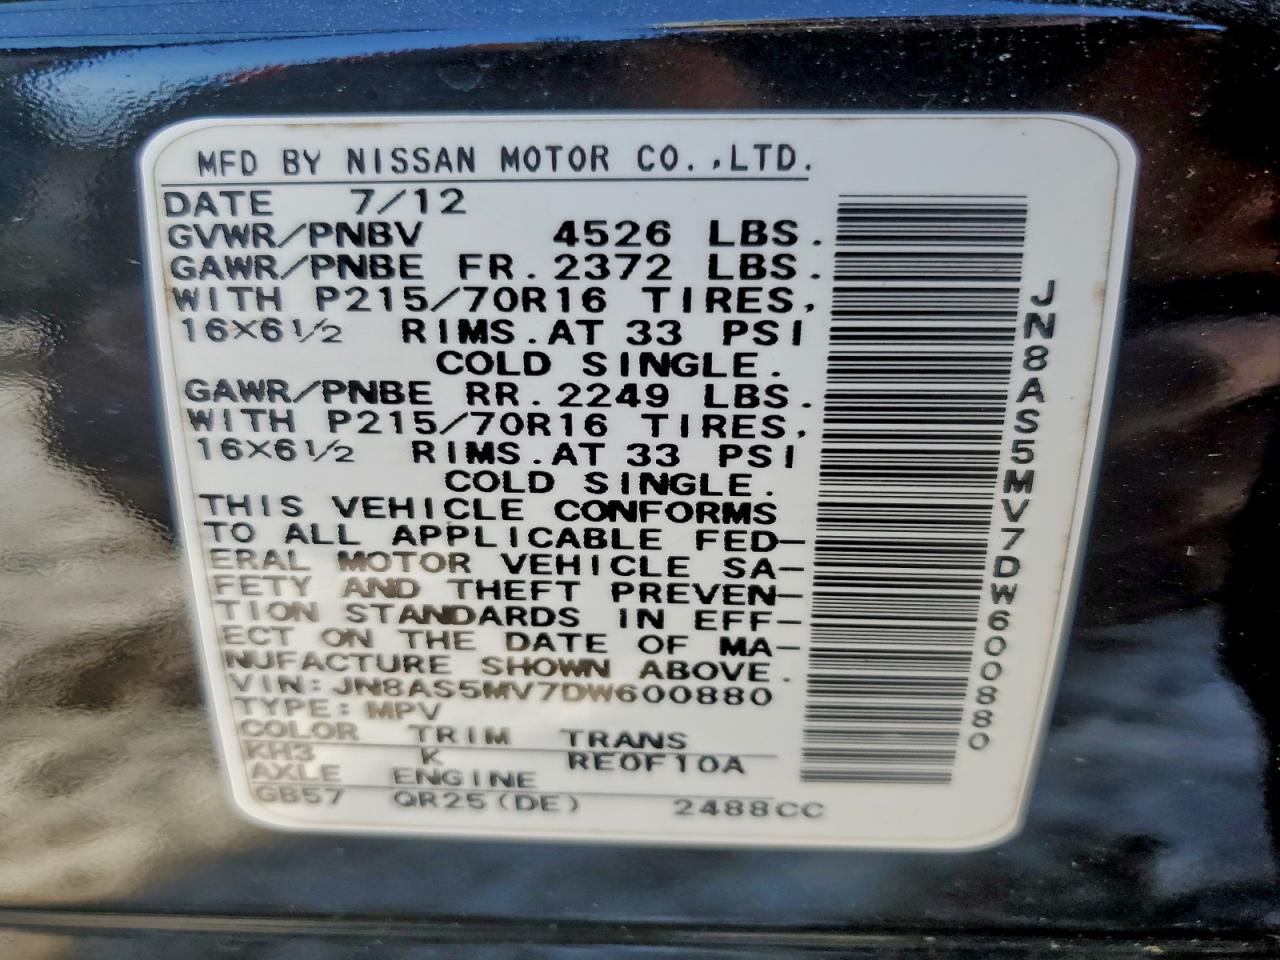 MFD BY NISSAN MOTOR CO.,LTD.
DATE 7/12
GVWR/PNBV 4526 LBS.
GAWR/PNBE FR. 2372 LBS.
WITH P215/70R16 TIRES,
16X6½ RIMS.AT 33 PSI
COLD SINGLE.
GAWR/PNBE RR. 2249 LBS.
WITH P215/70R16 TIRES,
16X6½ RIMS.AT 33 PSI
COLD SINGLE.
THIS VEHICLE CONFORMS
TO ALL APPLICABLE FED-
ERAL MOTOR VEHICLE SA-
FETY AND THEFT PREVEN-
TION STANDARDS IN EFF-
ECT ON THE DATE OF MA-
NUFACTURE SHOWN ABOVE.
VIN: JN8AS5MV7DW600880
TYPE: MPV
COLOR TRIM TRANS
KH3 K RE0F10A
AXLE ENGINE
GB57 QR25(DE) 2488CC
JN8AS5MV7DW600880